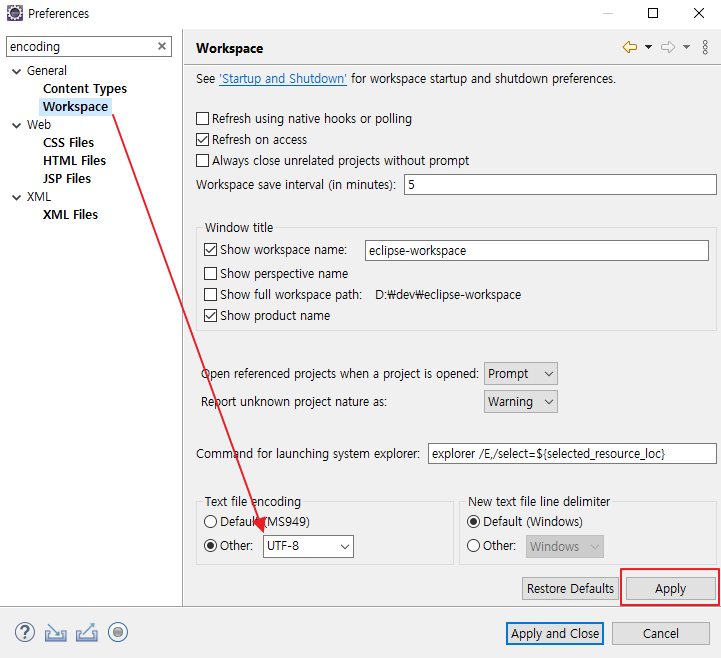 Preferences
encoding
General
Content Types
Workspace
Web
CSS Files
HTML Files
JSP Files
XML
XML Files
Workspace
See 'Startup and Shutdown' for workspace startup and shutdown preferences.
Refresh using native hooks or polling
Refresh on access
Always close unrelated projects without prompt
Workspace save interval (in minutes): 5
Window title
Show workspace name: eclipse-workspace
Show perspective name
Show full workspace path: D:₩dev₩eclipse-workspace
Show product name
Open referenced projects when a project is opened: Prompt
Report unknown project nature as: Warning
Command for launching system explorer: explorer /E,/select=${selected_resource_loc}
Text file encoding
Default (MS949)
Other: UTF-8
New text file line delimiter
Default (Windows)
Other: Windows
Restore Defaults Apply
? Apply and Close Cancel